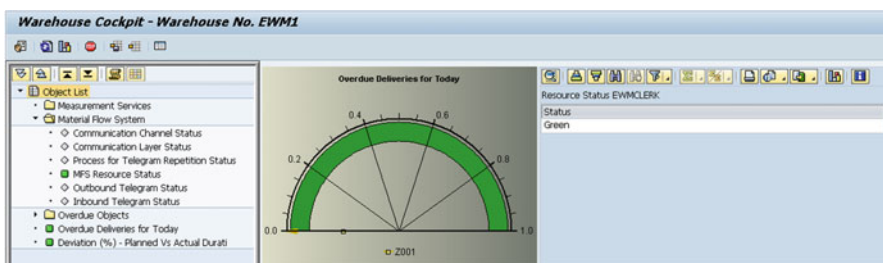 Warehouse Cockpit - Warehouse No. EWM1
Object List
Measurement Services
Material Flow System
Communication Channel Status
Communication Layer Status
Process for Telegram Repetition Status
MFS Resource Status
Outbound Telegram Status
Inbound Telegram Status
Overdue Objects
Overdue Deliveries for Today
Deviation (%) - Planned Vs Actual Durati
Overdue Deliveries for Today
0.4
0.6
0.2
0.8
0.0
1.0
Z001
Resource Status EWMCLERK
Status
Green